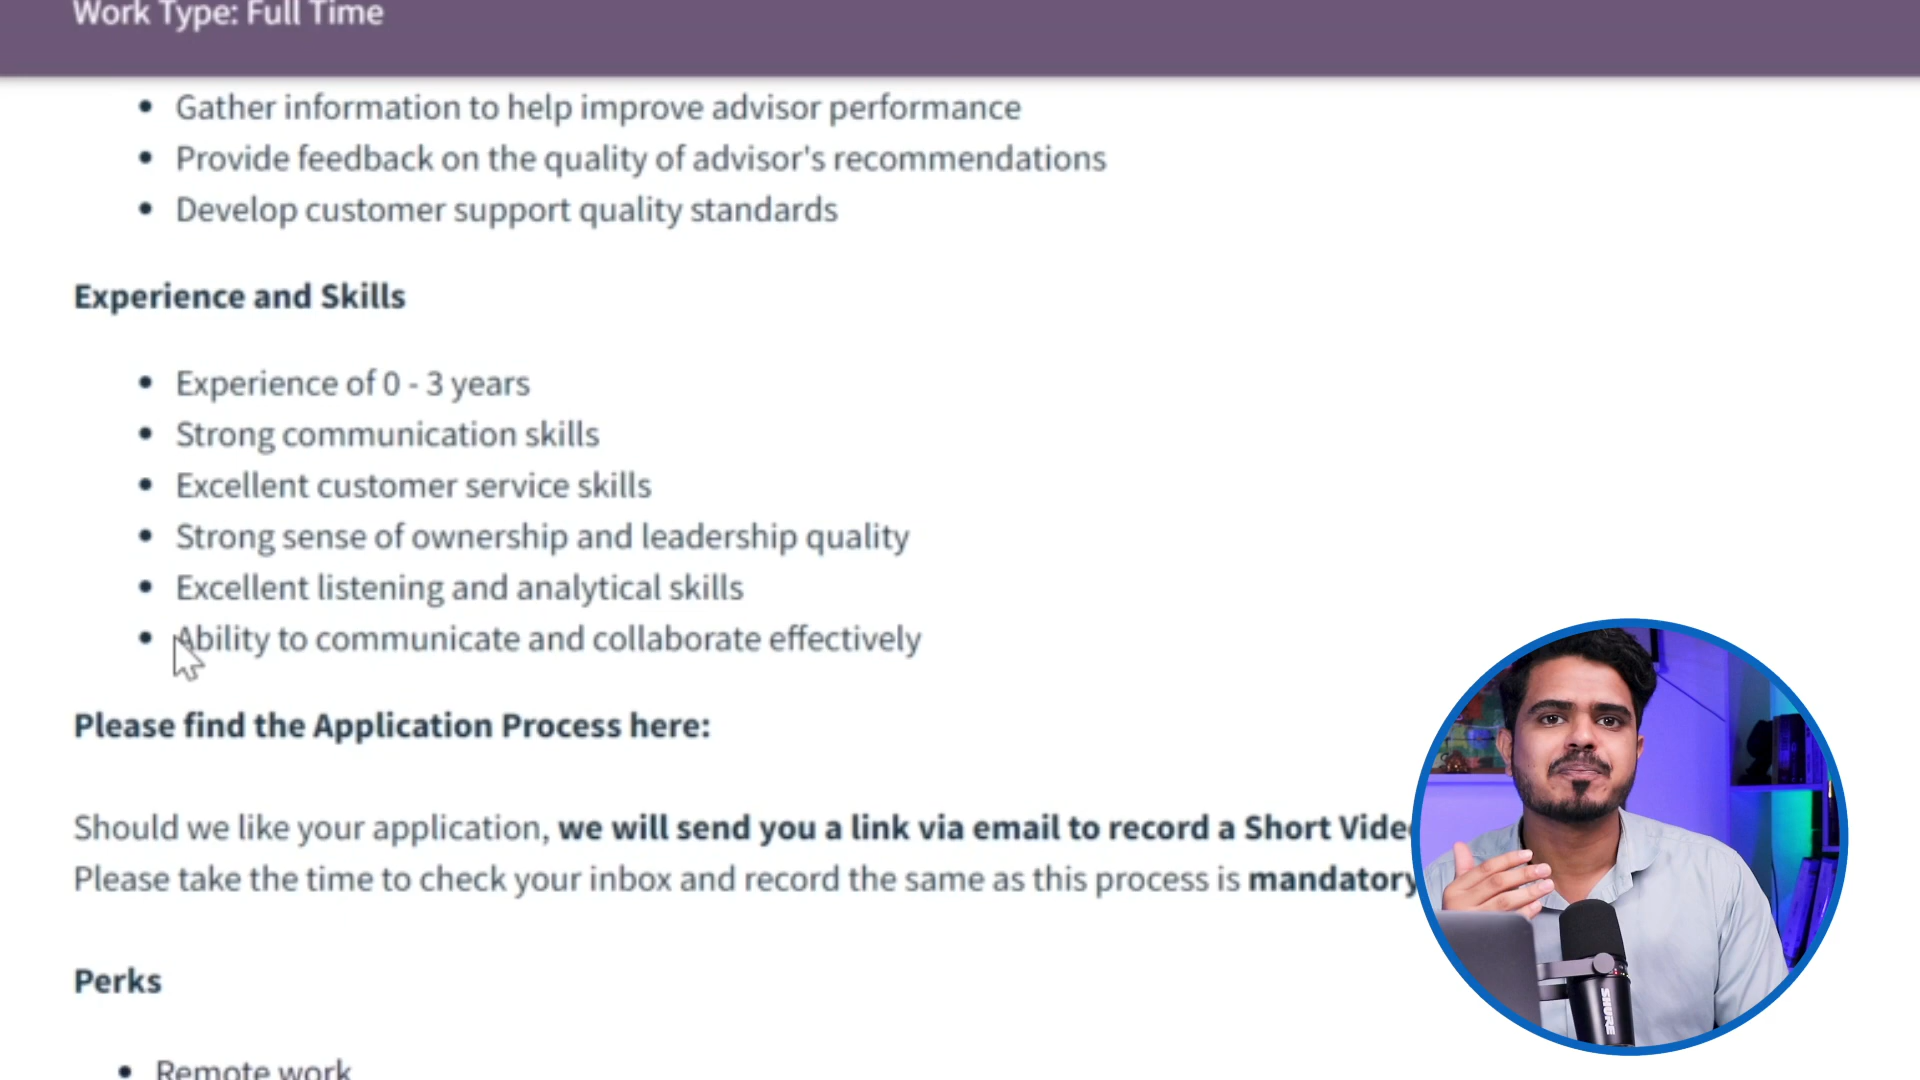 Work Type: Full Time
Gather information to help improve advisor performance
Provide feedback on the quality of advisor's recommendations
Develop customer support quality standards
Experience and Skills
Experience of 0 - 3 years
Strong communication skills
Excellent customer service skills
Strong sense of ownership and leadership quality
Excellent listening and analytical skills
Ability to communicate and collaborate effectively
Please find the Application Process here:
Should we like your application, we will send you a link via email to record a Short Video
Please take the time to check your inbox and record the same as this process is mandatory
Perks
Remote work
SHURE